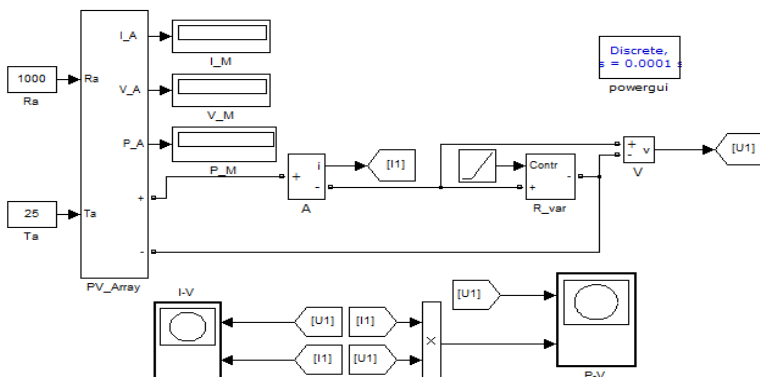 I_A
I_M
Discrete,
s = 0.0001 s
powergui
1000
Ra
Ra
V_A
V_M
P_A
P_M
i
[I1]
+
-
A
Contr
+
-
R_var
+
-
v
V
[U1]
+
25
Ta
Ta
-
PV_Array
I-V
[U1]
[I1]
[U1]
[I1]
[U1]
×
P-V